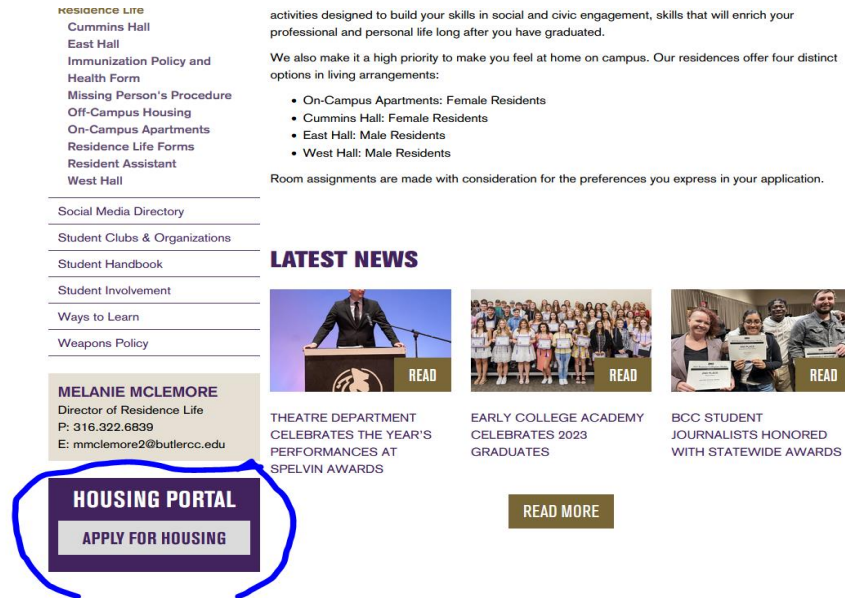 Residence Life
Cummins Hall
East Hall
Immunization Policy and
Health Form
Missing Person's Procedure
Off-Campus Housing
On-Campus Apartments
Residence Life Forms
Resident Assistant
West Hall
Social Media Directory
Student Clubs & Organizations
Student Handbook
Student Involvement
Ways to Learn
Weapons Policy
MELANIE MCLEMORE
Director of Residence Life
P: 316.322.6839
E: mmclemore2@butlercc.edu
HOUSING PORTAL
APPLY FOR HOUSING
activities designed to build your skills in social and civic engagement, skills that will enrich your
professional and personal life long after you have graduated.
We also make it a high priority to make you feel at home on campus. Our residences offer four distinct
options in living arrangements:
• On-Campus Apartments: Female Residents
• Cummins Hall: Female Residents
• East Hall: Male Residents
• West Hall: Male Residents
Room assignments are made with consideration for the preferences you express in your application.
LATEST NEWS
READ
THEATRE DEPARTMENT
CELEBRATES THE YEAR'S
PERFORMANCES AT
SPELVIN AWARDS
READ
EARLY COLLEGE ACADEMY
CELEBRATES 2023
GRADUATES
READ
BCC STUDENT
JOURNALISTS HONORED
WITH STATEWIDE AWARDS
READ MORE